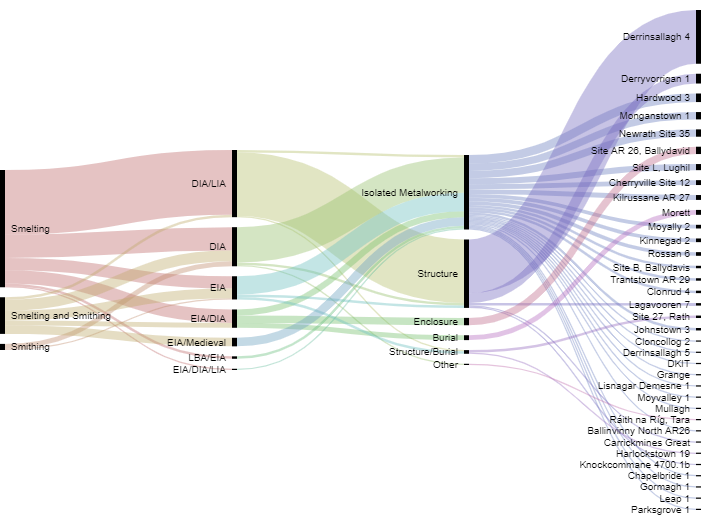 Smelting
Smelting and Smithing
Smithing
DIA/LIA
DIA
EIA
EIA/DIA
EIA/Medieval
LBA/EIA
EIA/DIA/LIA
Isolated Metalworking
Structure
Enclosure
Burial
Structure/Burial
Other
Derrinsallagh 4
Derryvorrigan 1
Hardwood 3
Monganstown 1
Newrath Site 35
Site AR 26, Ballydavid
Site L, Lughil
Cherryville Site 12
Kilrussane AR 27
Morett
Moyally 2
Kinnegad 2
Rossan 6
Site B, Ballydavis
Trantstown AR 29
Clonrud 4
Lagavooren 7
Site 27, Rath
Johnstown 3
Cloncollog 2
Derrinsallagh 5
DKIT
Grange
Lisnagar Demesne 1
Moyvalley 1
Mullagh
Ráith na Ríg, Tara
Ballinvinny North AR26
Carrickmines Great
Harlockstown 19
Knockcommane 4700.1b
Chapelbride 1
Gormagh 1
Leap 1
Parksgrove 1